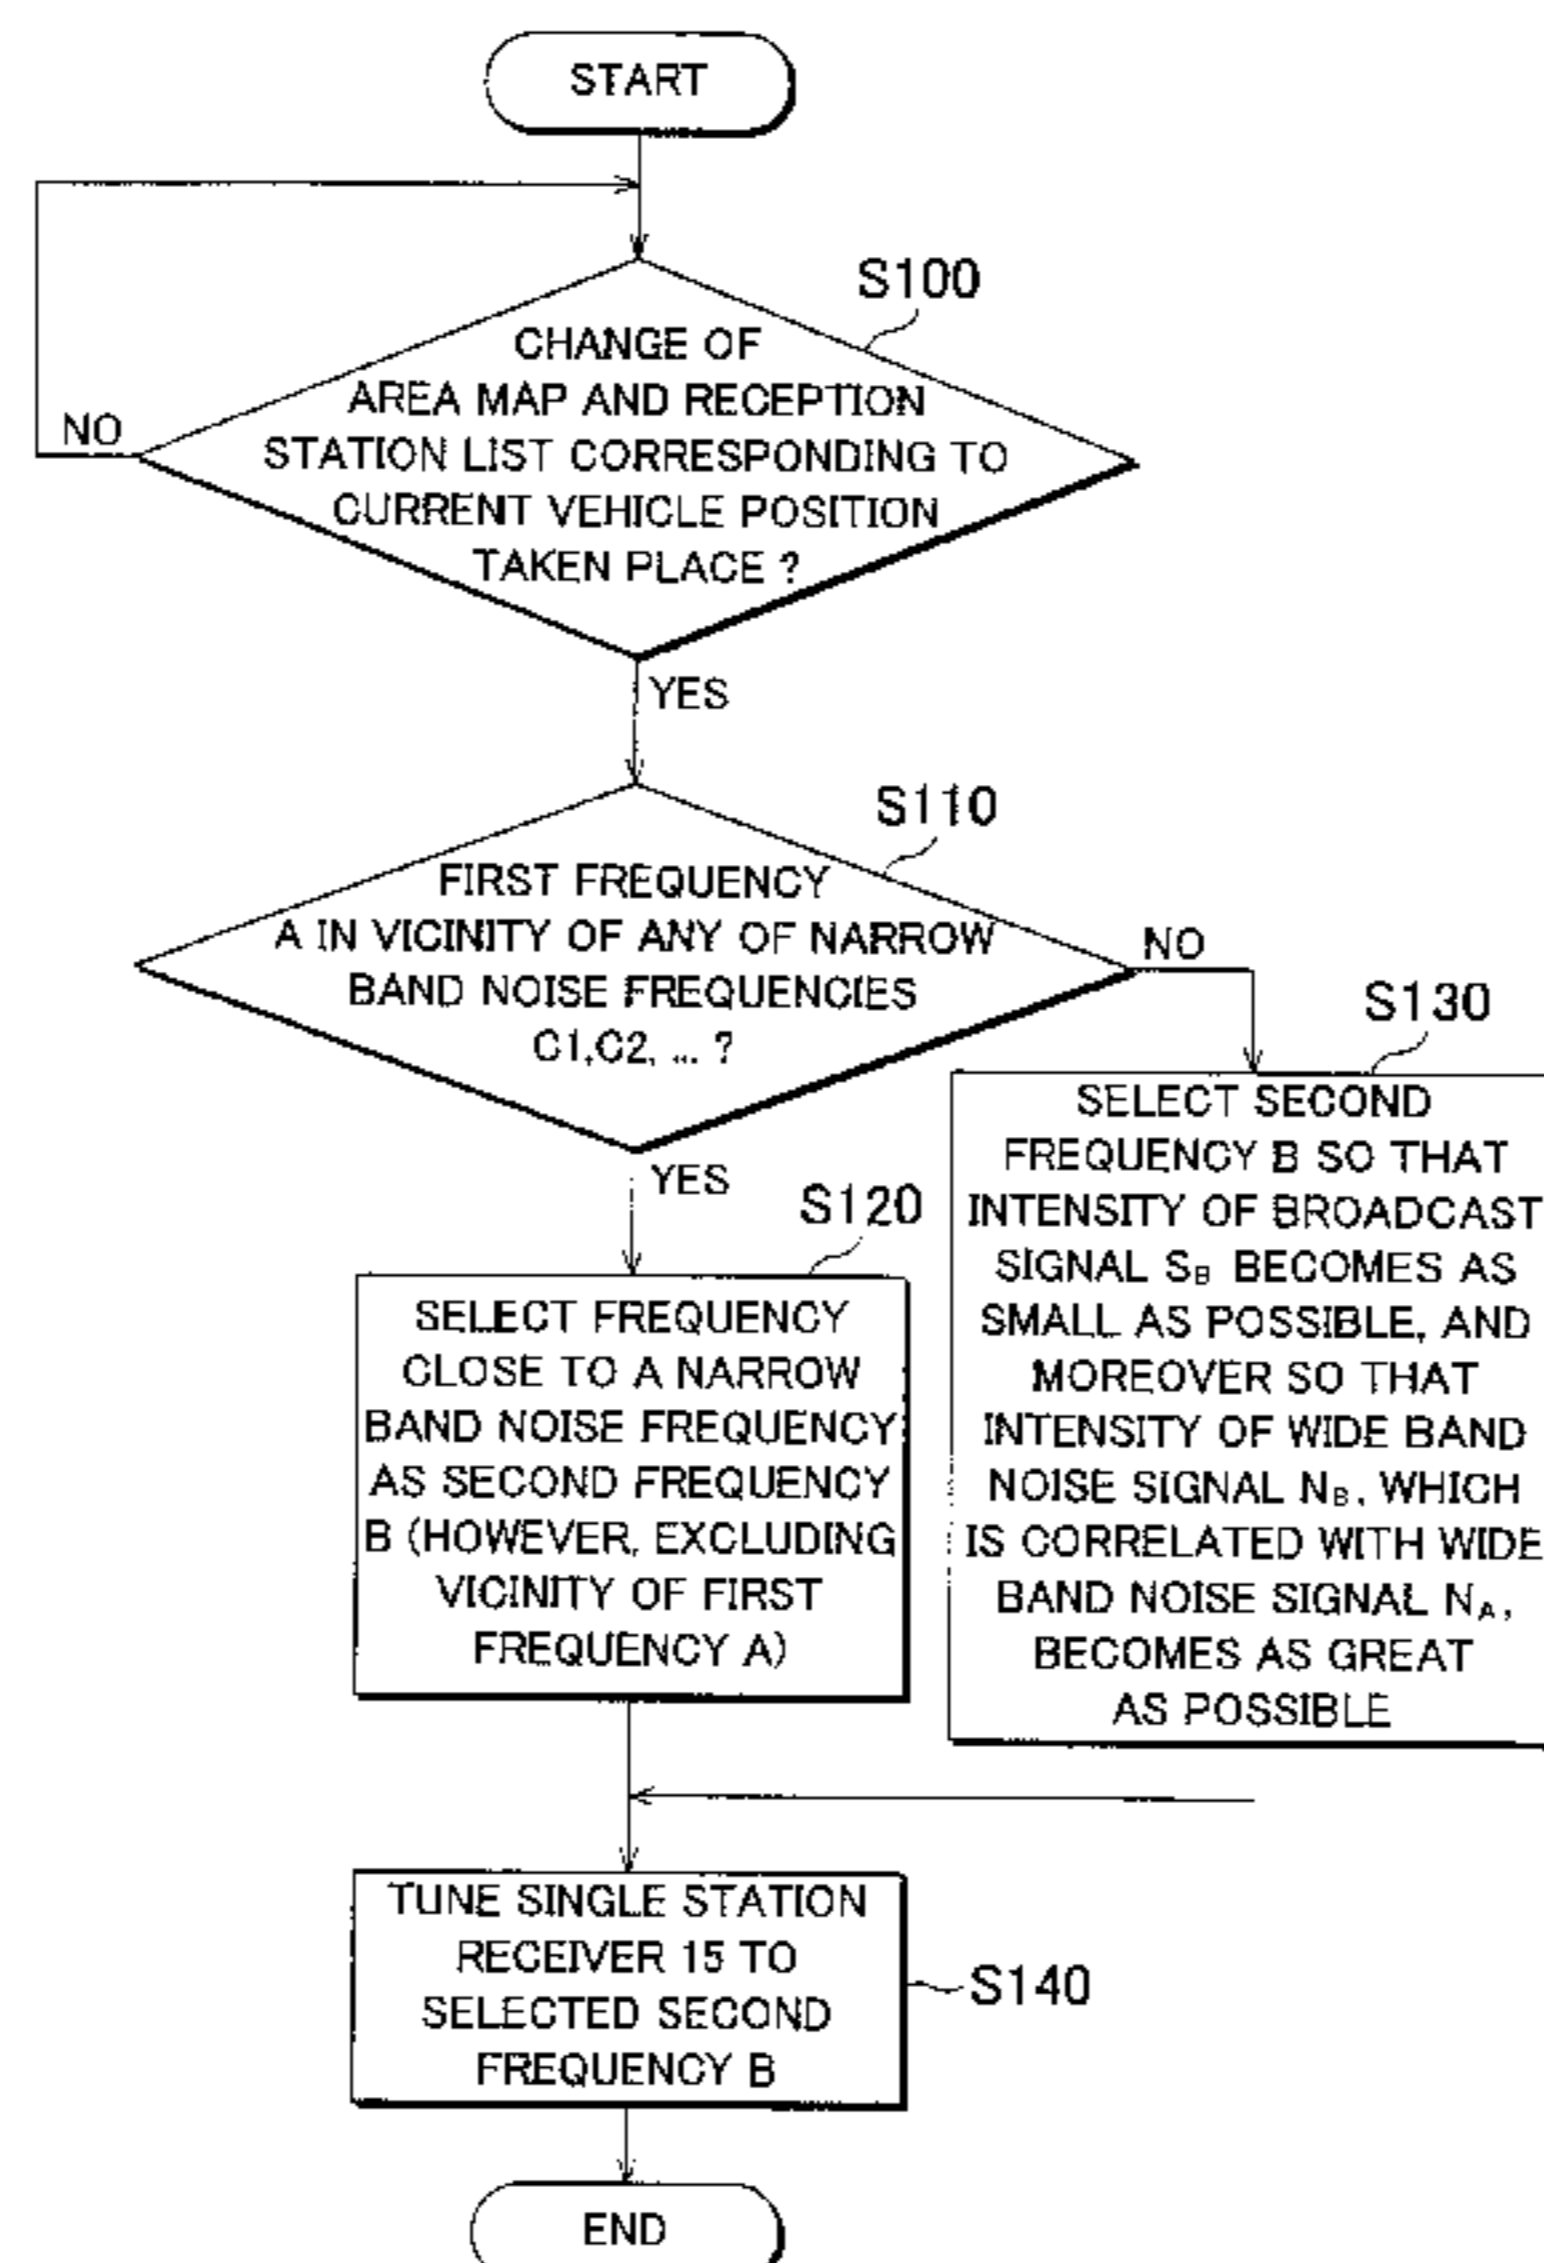 START
S100
CHANGE OF
AREA MAP AND RECEPTION
STATION LIST CORRESPONDING TO
CURRENT VEHICLE POSITION
TAKEN PLACE ?
NO
YES
S110
FIRST FREQUENCY
A IN VICINITY OF ANY OF NARROW
BAND NOISE FREQUENCIES
C1,C2, ... ?
NO
YES
S120
SELECT FREQUENCY
CLOSE TO A NARROW
BAND NOISE FREQUENCY
AS SECOND FREQUENCY
B (HOWEVER, EXCLUDING
VICINITY OF FIRST
FREQUENCY A)
S130
SELECT SECOND
FREQUENCY B SO THAT
INTENSITY OF BROADCAST
SIGNAL SB BECOMES AS
SMALL AS POSSIBLE, AND
MOREOVER SO THAT
INTENSITY OF WIDE BAND
NOISE SIGNAL NB, WHICH
IS CORRELATED WITH WIDE
BAND NOISE SIGNAL NA,
BECOMES AS GREAT
AS POSSIBLE
TUNE SINGLE STATION
RECEIVER 15 TO
SELECTED SECOND
FREQUENCY B
S140
END